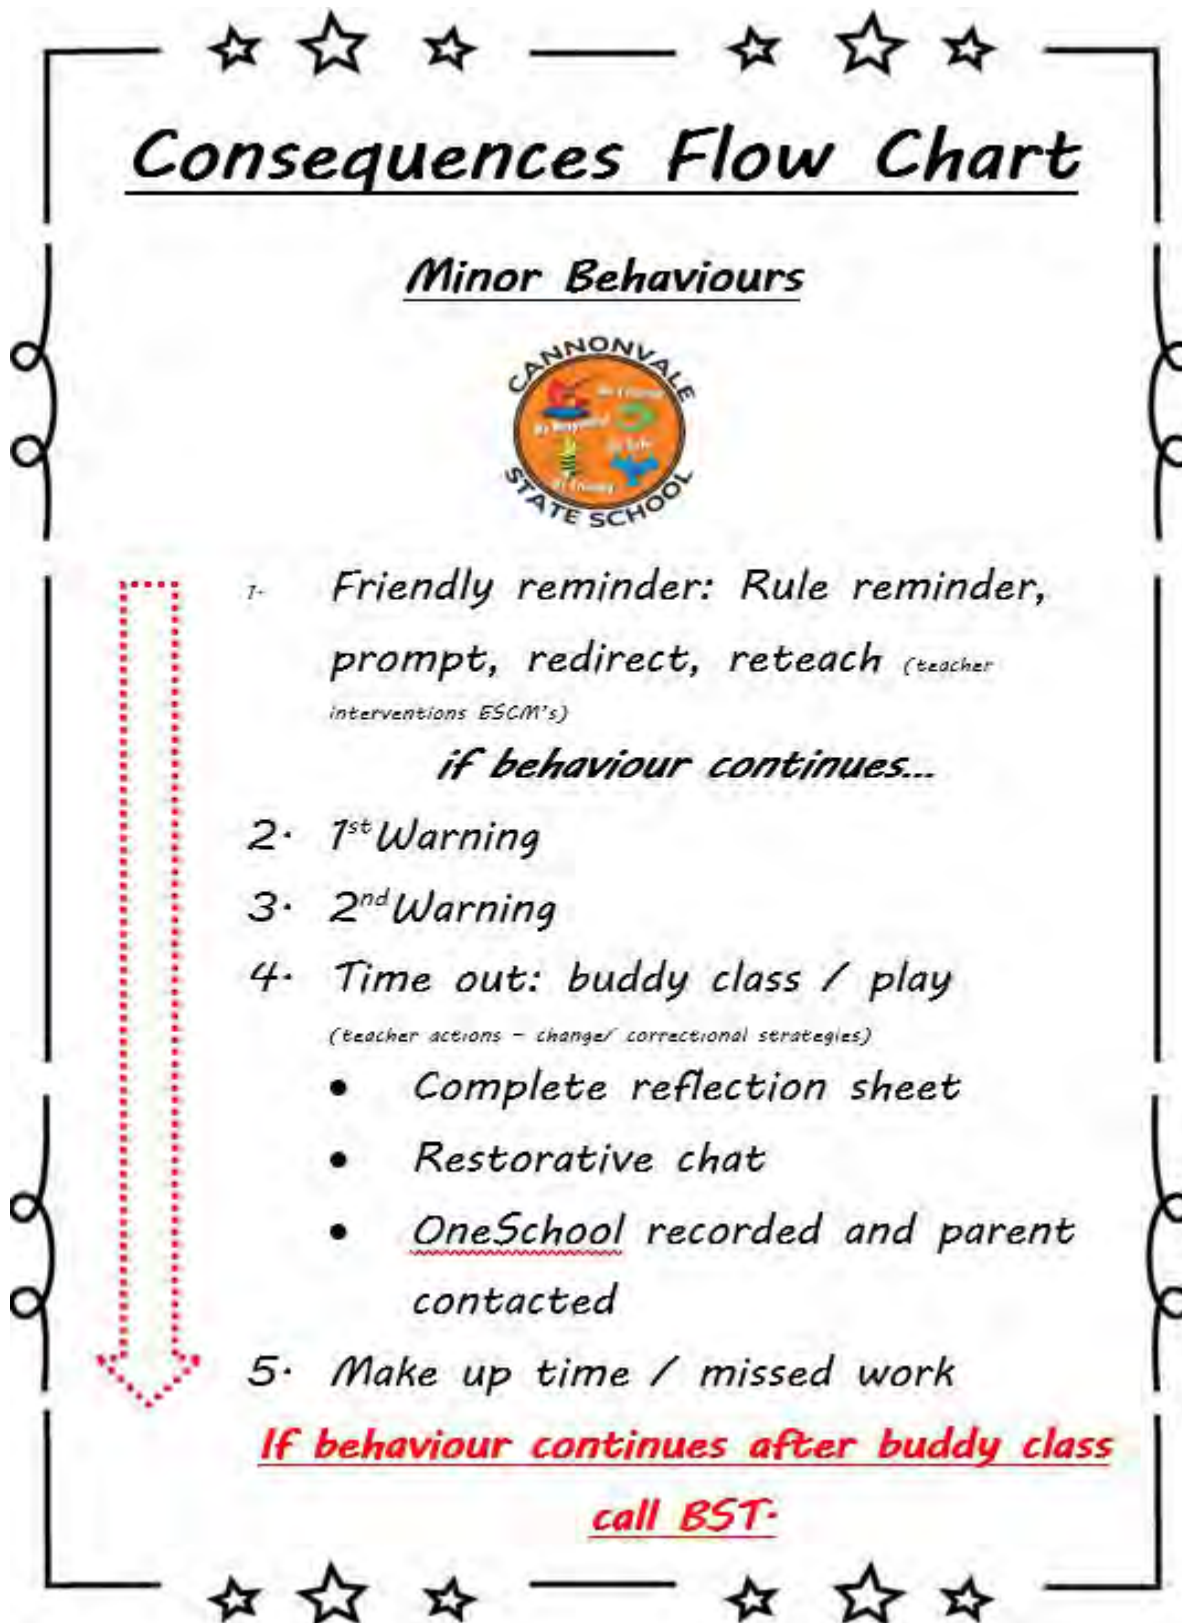 Consequences Flow Chart
Minor Behaviours
CANNONVALE
STATE SCHOOL
1. Friendly reminder: Rule reminder,
prompt, redirect, reteach (teacher
interventions ESCM's)
if behaviour continues...
2. 1st Warning
3. 2nd Warning
4. Time out: buddy class / play
(teacher actions – change/ correctional strategies)
• Complete reflection sheet
• Restorative chat
• OneSchool recorded and parent
contacted
5. Make up time / missed work
If behaviour continues after buddy class
call BST.